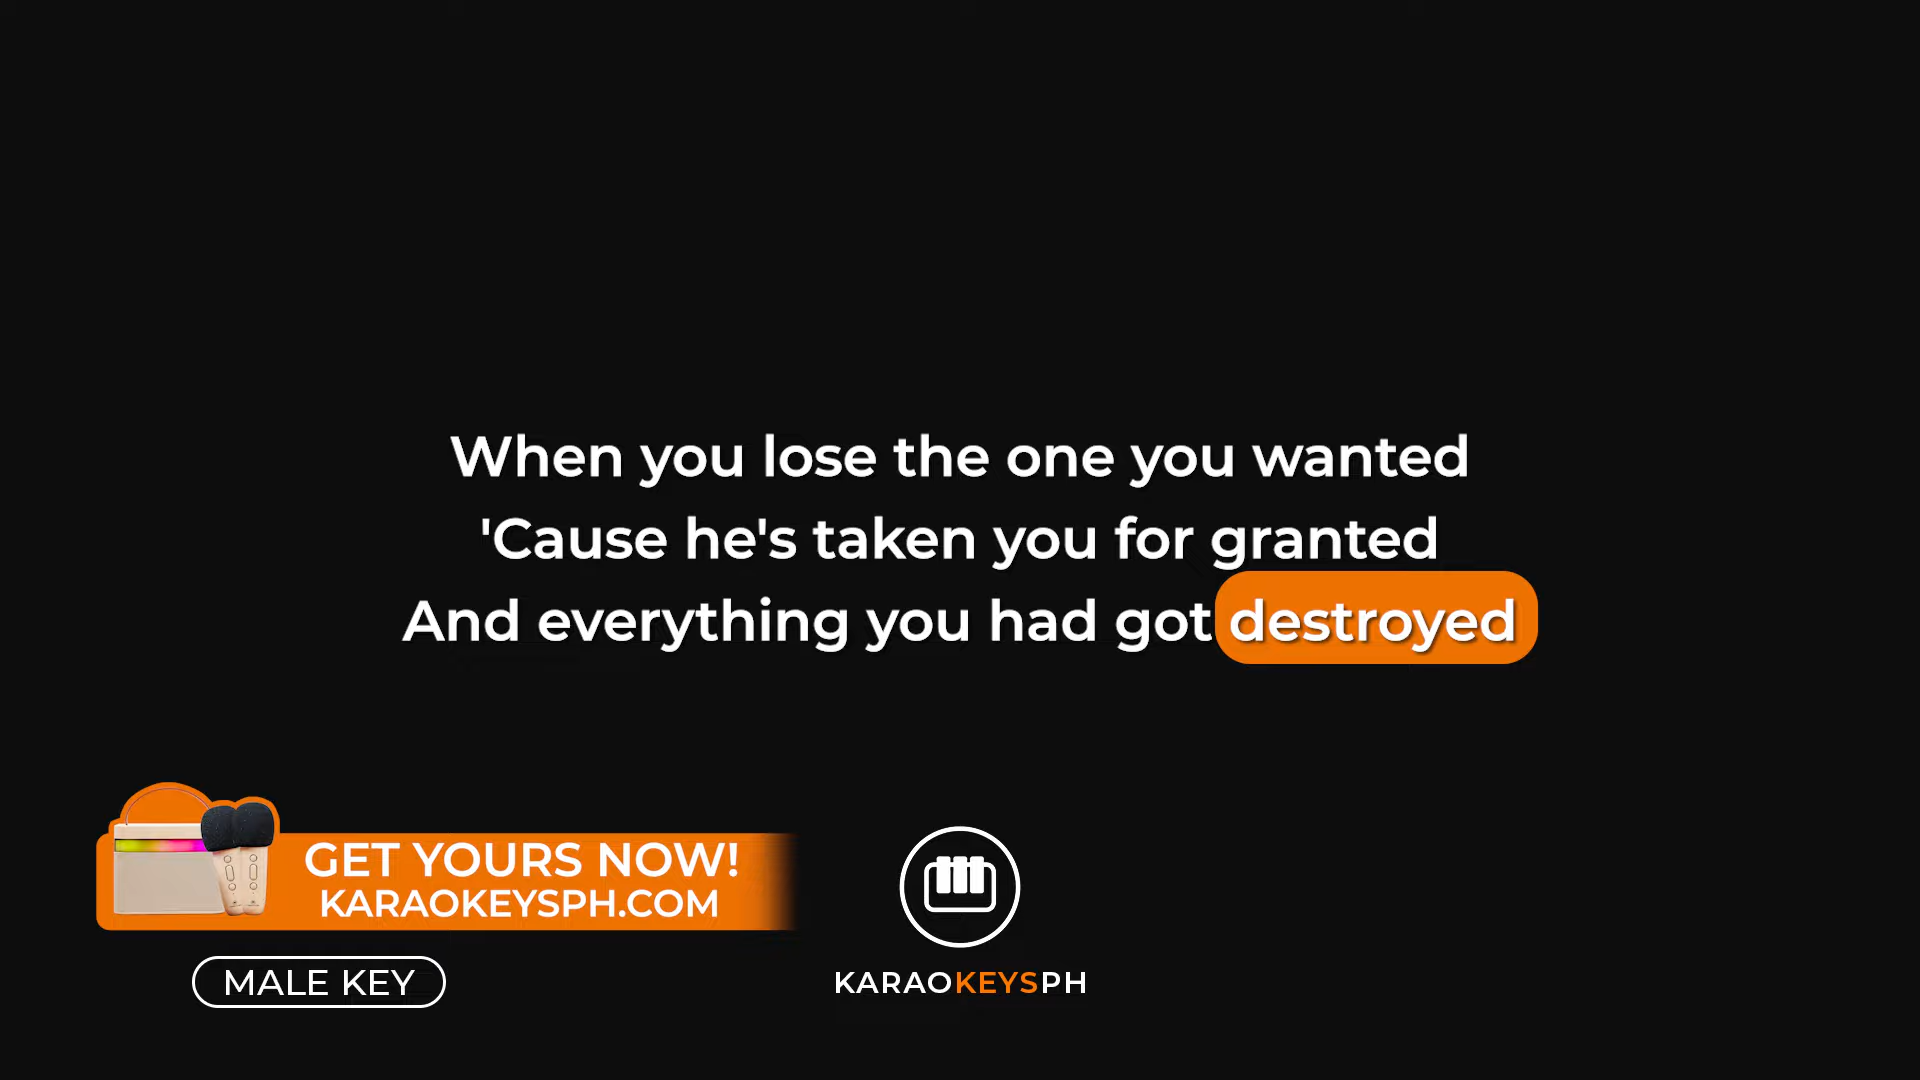 When you lose the one you wanted
'Cause he's taken you for granted
And everything you had got destroyed
GET YOURS NOW!
KARAOKEYSPH.COM
MALE KEY
KARAOKEYSPH